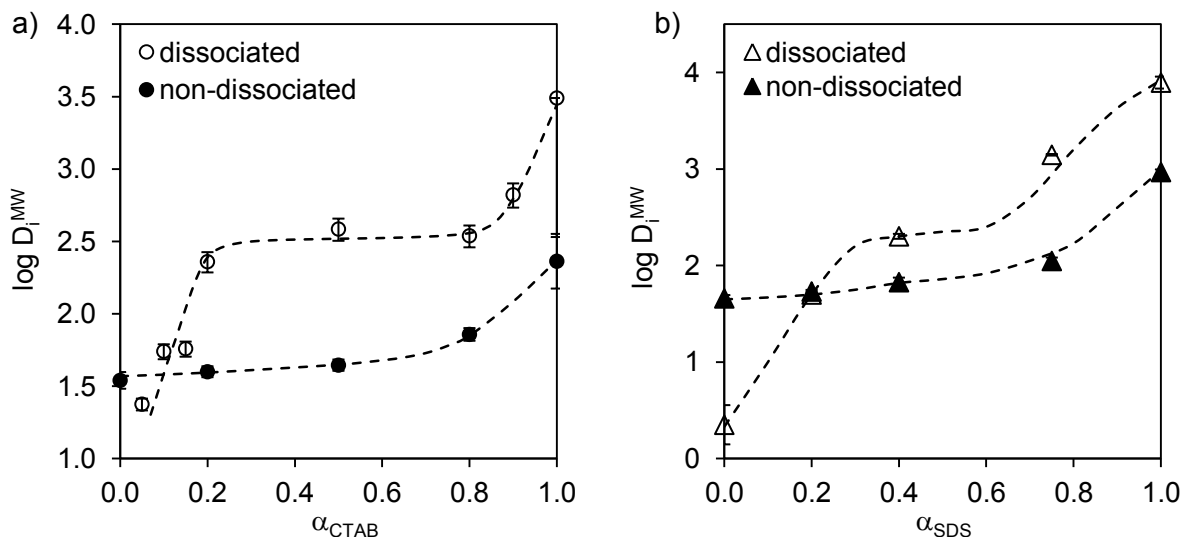 a)
dissociated
non-dissociated
log D_i^MW
4.0
3.5
3.0
2.5
2.0
1.5
1.0
0.0 0.2 0.4 0.6 0.8 1.0
α_CTAB
b)
dissociated
non-dissociated
log D_i^MW
4
3
2
1
0
0.0 0.2 0.4 0.6 0.8 1.0
α_SDS